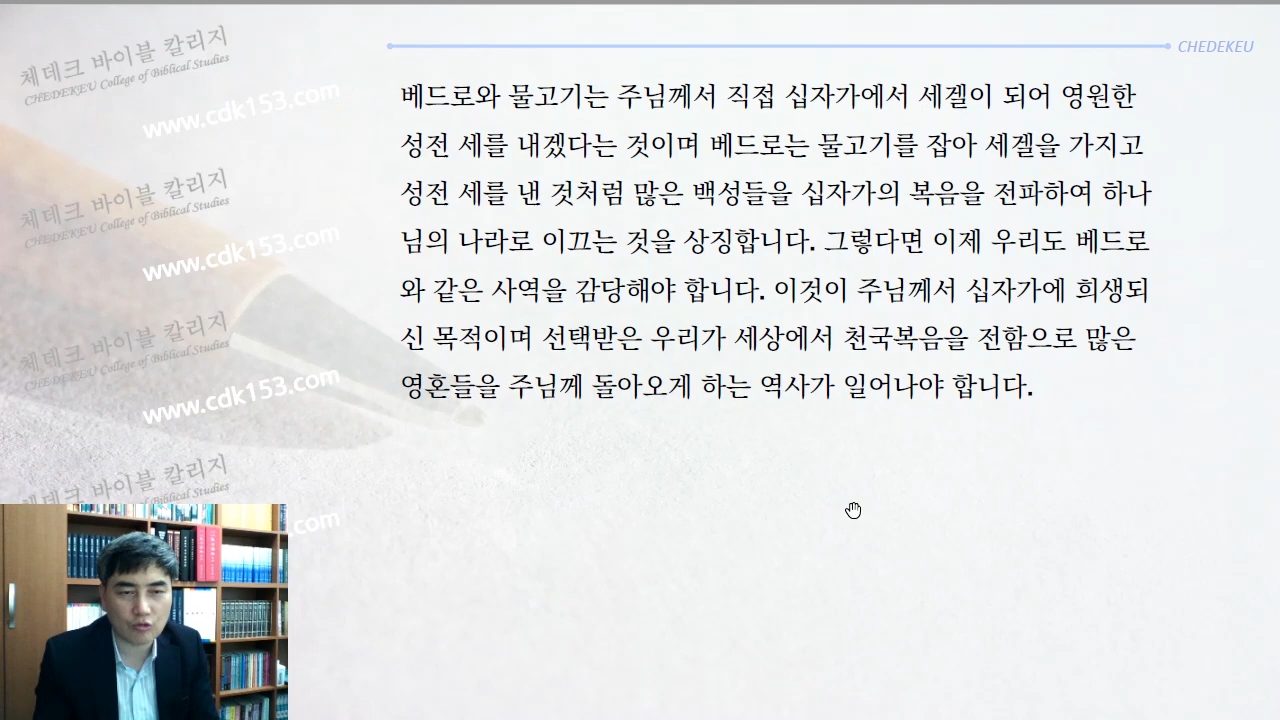 CHEDEKEU
베드로와 물고기는 주님께서 직접 십자가에서 세겔이 되어 영원한
성전 세를 내겠다는 것이며 베드로는 물고기를 잡아 세겔을 가지고
성전 세를 낸 것처럼 많은 백성들을 십자가의 복음을 전파하여 하나
님의 나라로 이끄는 것을 상징합니다. 그렇다면 이제 우리도 베드로
와 같은 사역을 감당해야 합니다. 이것이 주님께서 십자가에 희생되
신 목적이며 선택받은 우리가 세상에서 천국복음을 전함으로 많은
영혼들을 주님께 돌아오게 하는 역사가 일어나야 합니다.
체데크 바이블 칼리지
CHEDEKEU College of Biblical Studies
www.cdk153.com
체데크 바이블 칼리지
CHEDEKEU College of Biblical Studies
www.cdk153.com
체데크 바이블 칼리지
CHEDEKEU College of Biblical Studies
www.cdk153.com
체데크 바이블 칼리지
Biblical Studies
.com